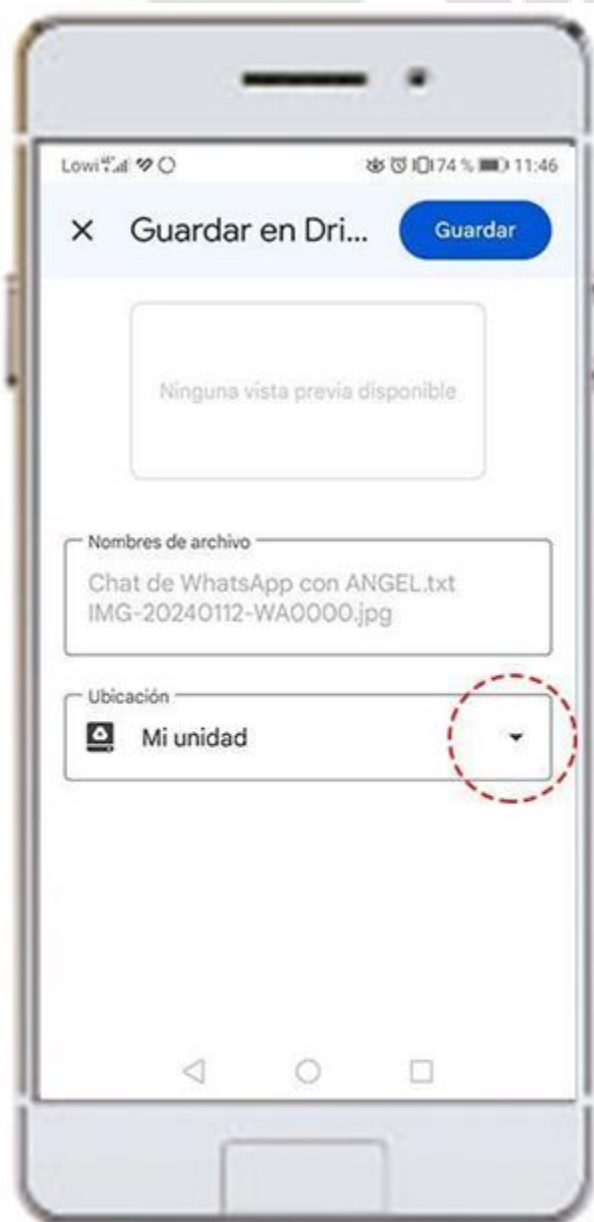 Lowi 74 % 11:46
Guardar en Dri... Guardar
Ninguna vista previa disponible
Nombres de archivo
Chat de WhatsApp con ANGEL.txt
IMG-20240112-WA0000.jpg
Ubicación
Mi unidad